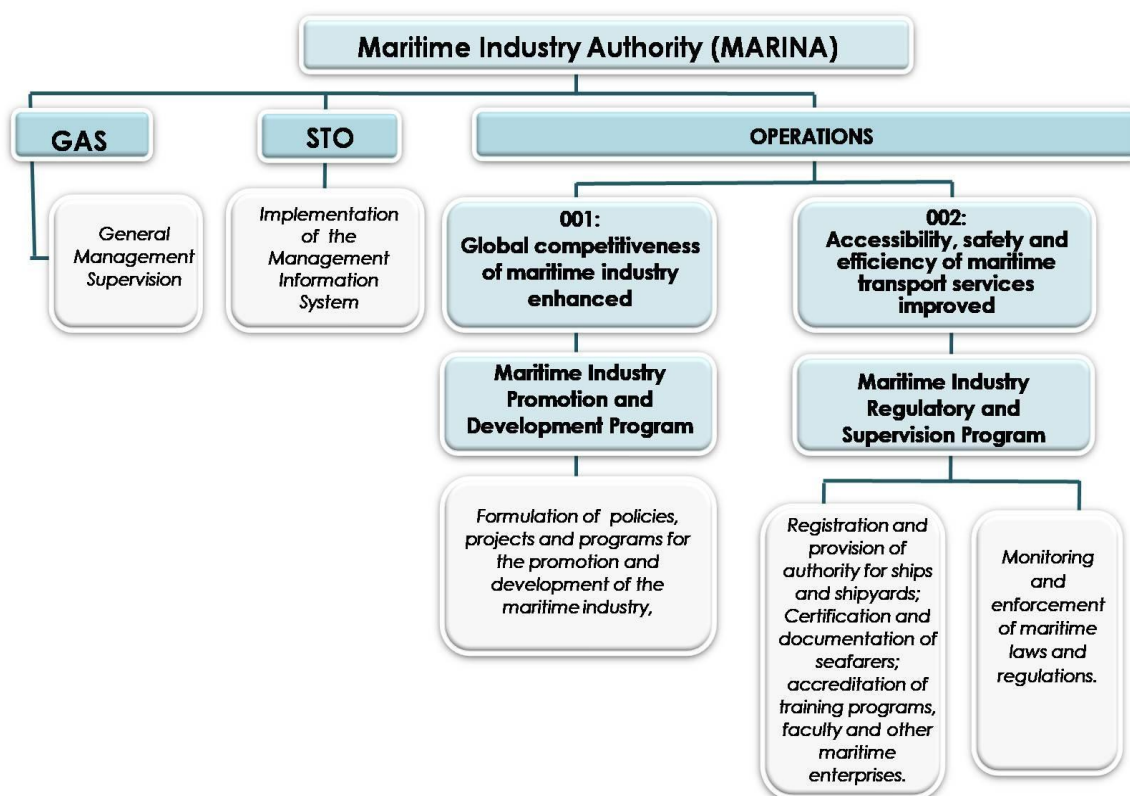 Maritime Industry Authority (MARINA)
GAS
STO
OPERATIONS
General
Management
Supervision
Implementation
of the
Management
Information
System
001:
Global competitiveness
of maritime industry
enhanced
002:
Accessibility, safety and
efficiency of maritime
transport services
improved
Maritime Industry
Promotion and
Development Program
Maritime Industry
Regulatory and
Supervision Program
Formulation of policies,
projects and programs for
the promotion and
development of the
maritime industry,
Registration and
provision of
authority for ships
and shipyards;
Certification and
documentation of
seafarers;
accreditation of
training programs,
faculty and other
maritime
enterprises.
Monitoring
and
enforcement
of maritime
laws and
regulations.